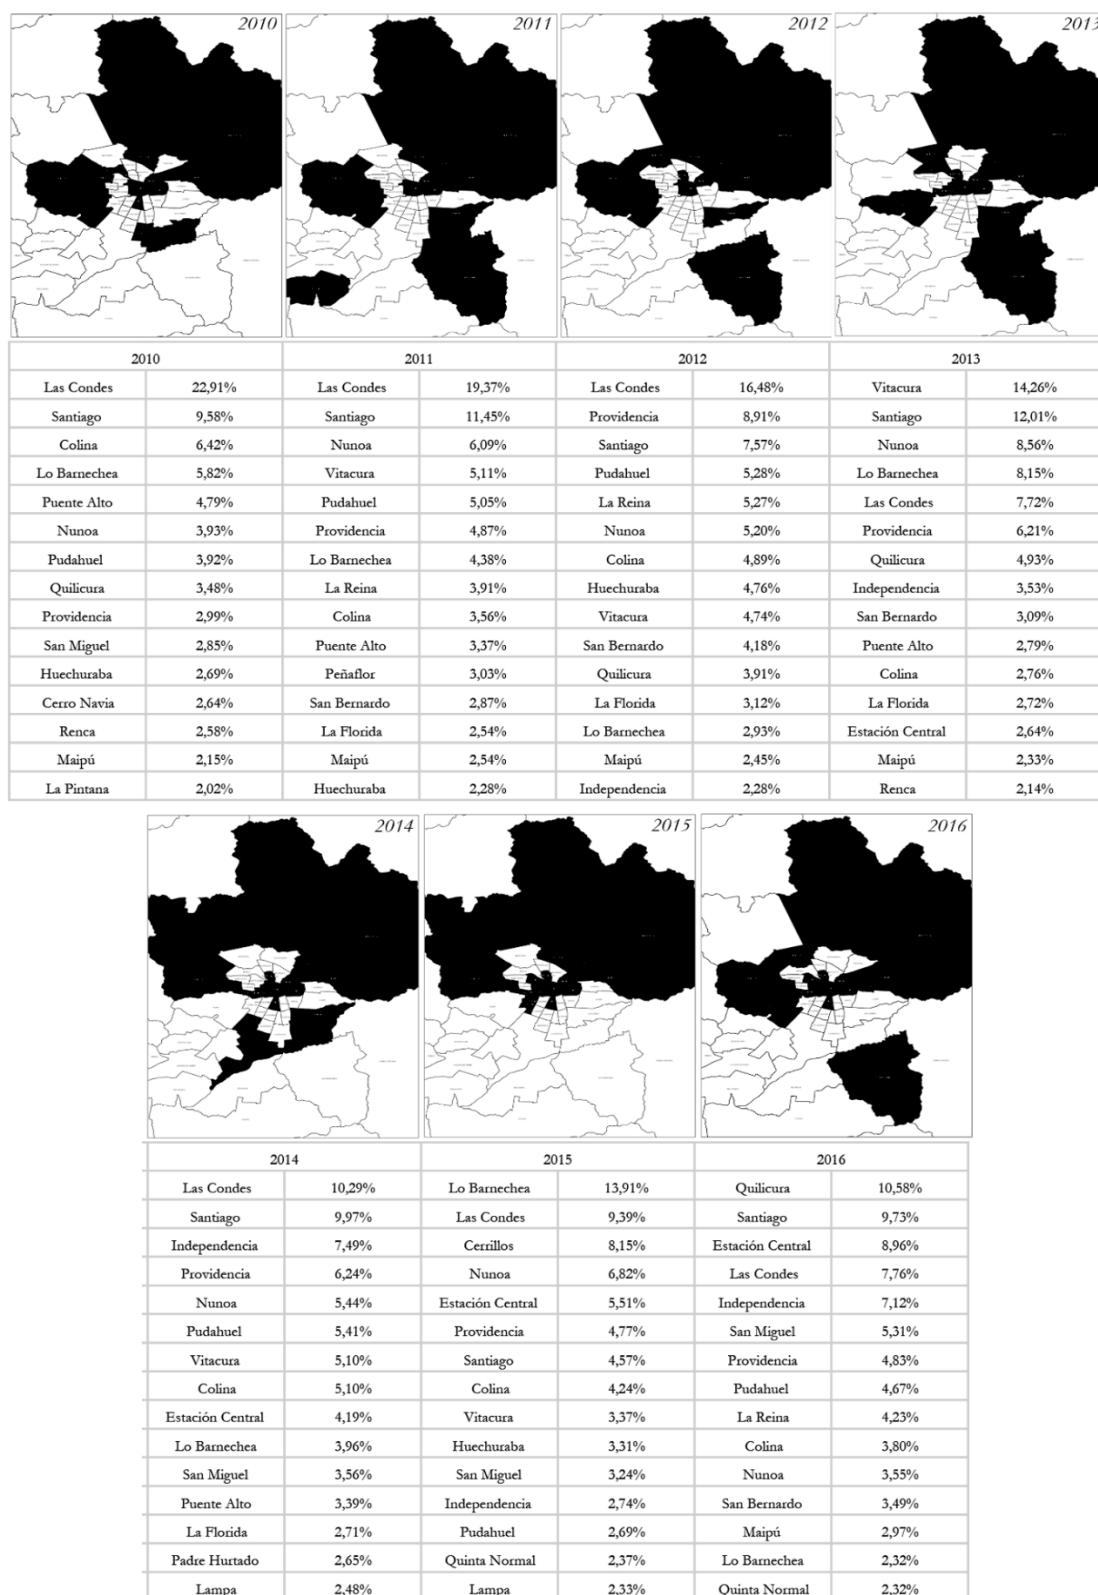 2010 2011 2012 2013
2010 2011 2012 2013
Las Condes 22,91% Las Condes 19,37% Las Condes 16,48% Vitacura 14,26%
Santiago 9,58% Santiago 11,45% Providencia 8,91% Santiago 12,01%
Colina 6,42% Nunoa 6,09% Santiago 7,57% Nunoa 8,56%
Lo Barnechea 5,82% Vitacura 5,11% Pudahuel 5,28% Lo Barnechea 8,15%
Puente Alto 4,79% Pudahuel 5,05% La Reina 5,27% Las Condes 7,72%
Nunoa 3,93% Providencia 4,87% Nunoa 5,20% Providencia 6,21%
Pudahuel 3,92% Lo Barnechea 4,38% Colina 4,89% Quilicura 4,93%
Quilicura 3,48% La Reina 3,91% Huechuraba 4,76% Independencia 3,53%
Providencia 2,99% Colina 3,56% Vitacura 4,74% San Bernardo 3,09%
San Miguel 2,85% Puente Alto 3,37% San Bernardo 4,18% Puente Alto 2,79%
Huechuraba 2,69% Peñaflor 3,03% Quilicura 3,91% Colina 2,76%
Cerro Navia 2,64% San Bernardo 2,87% La Florida 3,12% La Florida 2,72%
Renca 2,58% La Florida 2,54% Lo Barnechea 2,93% Estación Central 2,64%
Maipú 2,15% Maipú 2,54% Maipú 2,45% Maipú 2,33%
La Pintana 2,02% Huechuraba 2,28% Independencia 2,28% Renca 2,14%
2014 2015 2016
2014 2015 2016
Las Condes 10,29% Lo Barnechea 13,91% Quilicura 10,58%
Santiago 9,97% Las Condes 9,39% Santiago 9,73%
Independencia 7,49% Cerrillos 8,15% Estación Central 8,96%
Providencia 6,24% Nunoa 6,82% Las Condes 7,76%
Nunoa 5,44% Estación Central 5,51% Independencia 7,12%
Pudahuel 5,41% Providencia 4,77% San Miguel 5,31%
Vitacura 5,10% Santiago 4,57% Providencia 4,83%
Colina 5,10% Colina 4,24% Pudahuel 4,67%
Estación Central 4,19% Vitacura 3,37% La Reina 4,23%
Lo Barnechea 3,96% Huechuraba 3,31% Colina 3,80%
San Miguel 3,56% San Miguel 3,24% Nunoa 3,55%
Puente Alto 3,39% Independencia 2,74% San Bernardo 3,49%
La Florida 2,71% Pudahuel 2,69% Maipú 2,97%
Padre Hurtado 2,65% Quinta Normal 2,37% Lo Barnechea 2,32%
Lampa 2,48% Lampa 2,33% Quinta Normal 2,32%